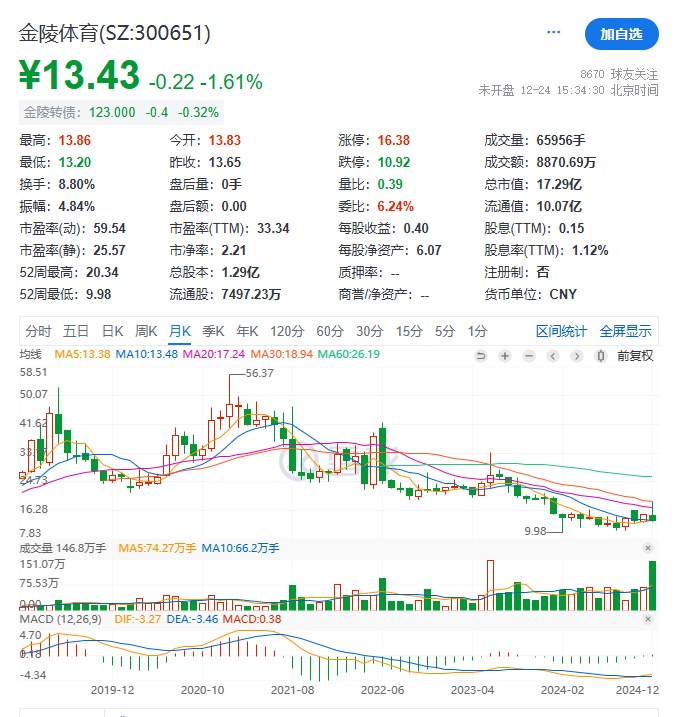 金陵体育(SZ:300651)
··· 加自选
¥13.43 -0.22 -1.61%
8670 球友关注
未开盘 12-24 15:34:30 北京时间
金陵转债： 123.000 -0.4 -0.32%
最高：13.86 今开：13.83 涨停：16.38 成交量：65956手
最低：13.20 昨收：13.65 跌停：10.92 成交额：8870.69万
换手：8.80% 盘后量：0手 量比：0.39 总市值：17.29亿
振幅：4.84% 盘后额：0.00 委比：6.24% 流通值：10.07亿
市盈率(动)：59.54 市盈率(TTM)：33.34 每股收益：0.40 股息(TTM)：0.15
市盈率(静)：25.57 市净率：2.21 每股净资产：6.07 股息率(TTM)：1.12%
52周最高：20.34 总股本：1.29亿 质押率：-- 注册制：否
52周最低：9.98 流通股：7497.23万 商誉/净资产：-- 货币单位：CNY
分时 五日 日K 周K 月K 季K 年K 120分 60分 30分 15分 5分 1分 区间统计 全屏显示
均线 MA5:13.38 MA10:13.48 MA20:17.24 MA30:18.94 MA60:26.19 前复权
58.51
56.37
50.07
41.62
24.73
16.28
9.98
7.83
成交量 146.8万手 MA5:74.27万手 MA10:66.2万手
151.07万
75.53万
0.00
MACD (12,26,9) DIF:-3.27 DEA:-3.46 MACD:0.38
4.70
0.18
-4.34
2019-12 2020-10 2021-08 2022-06 2023-04 2024-02 2024-12